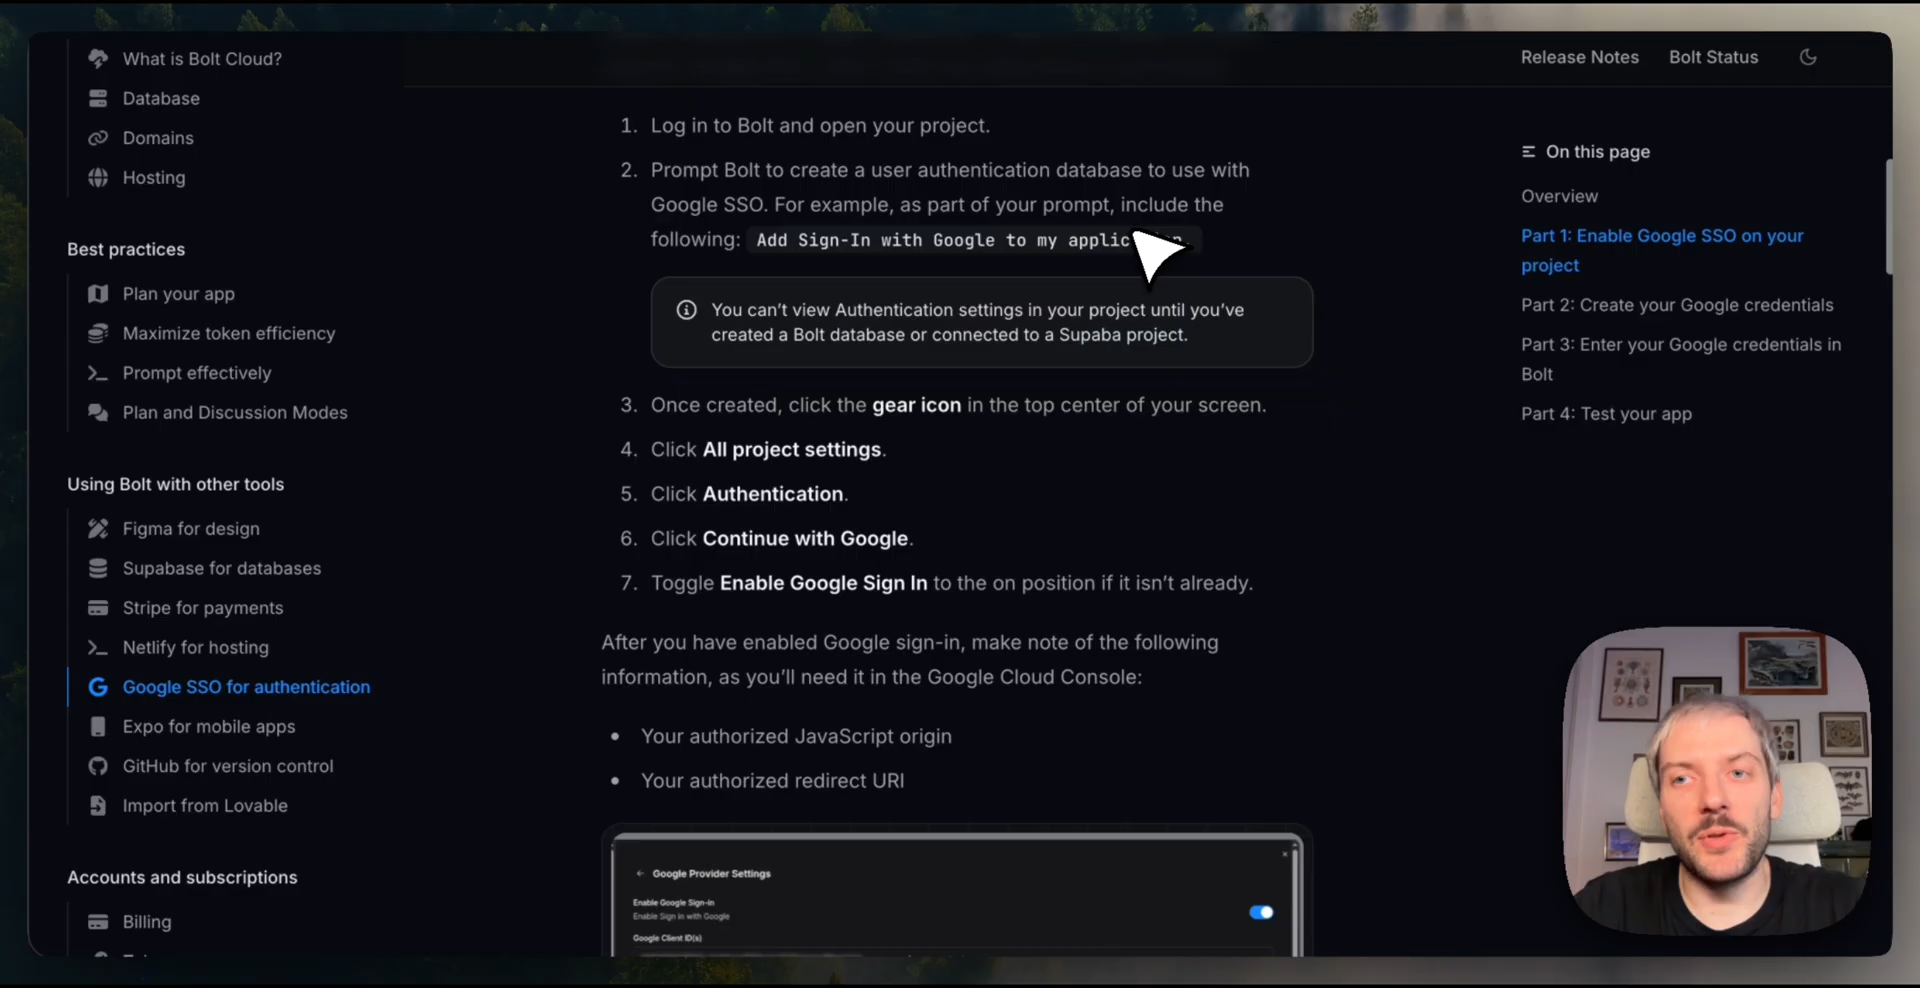 What is Bolt Cloud?
Database
Domains
Hosting
Best practices
Plan your app
Maximize token efficiency
Prompt effectively
Plan and Discussion Modes
Using Bolt with other tools
Figma for design
Supabase for databases
Stripe for payments
Netlify for hosting
Google SSO for authentication
Expo for mobile apps
GitHub for version control
Import from Lovable
Accounts and subscriptions
Billing
Release Notes
Bolt Status
1. Log in to Bolt and open your project.
2. Prompt Bolt to create a user authentication database to use with
Google SSO. For example, as part of your prompt, include the
following: Add Sign-In with Google to my
You can't view Authentication settings in your project until you've
created a Bolt database or connected to a Supaba project.
3. Once created, click the gear icon in the top center of your screen.
4. Click All project settings.
5. Click Authentication.
6. Click Continue with Google.
7. Toggle Enable Google Sign In to the on position if it isn't already.
After you have enabled Google sign-in, make note of the following
information, as you'll need it in the Google Cloud Console:
• Your authorized JavaScript origin
• Your authorized redirect URI
Google Provider Settings
Enable Google Sign-in
Enable Sign in with Google
Google Client ID(s)
On this page
Overview
Part 1: Enable Google SSO on your
project
Part 2: Create your Google credentials
Part 3: Enter your Google credentials in
Bolt
Part 4: Test your app